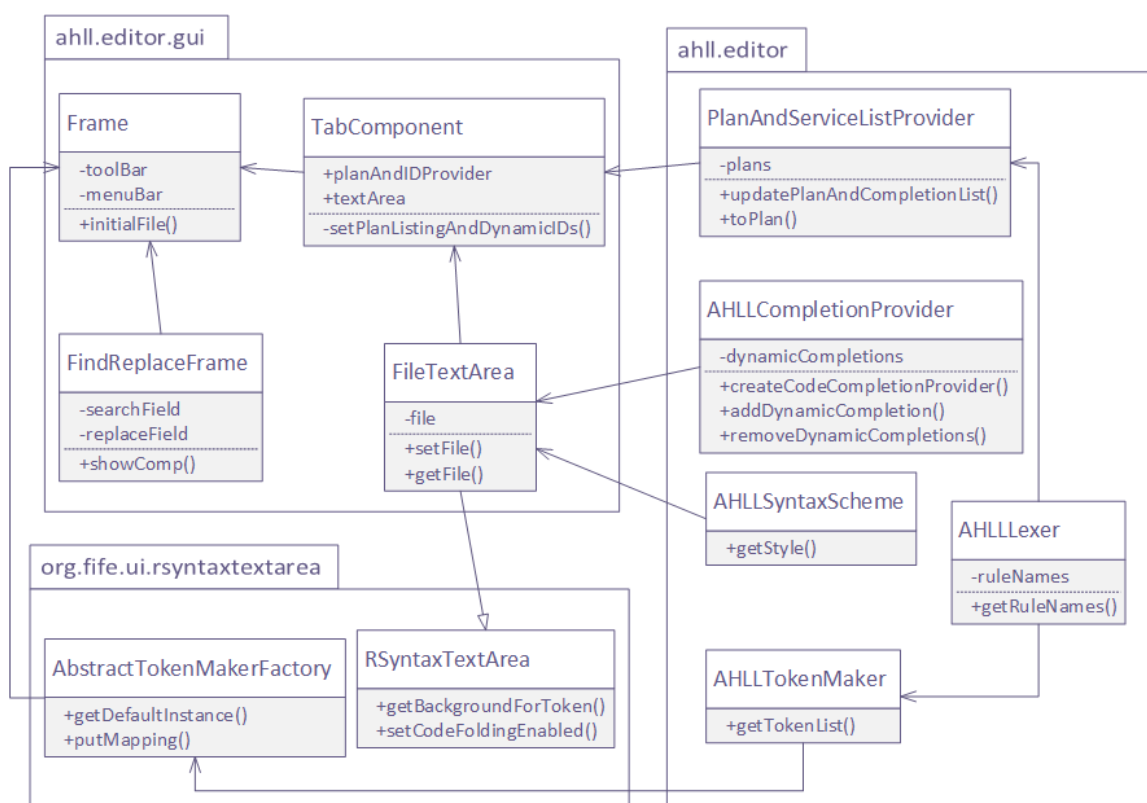 ahll.editor.gui
Frame
-toolBar
-menuBar
+initialFile()
TabComponent
+planAndIDProvider
+textArea
-setPlanListingAndDynamicIDs()
FindReplaceFrame
-searchField
-replaceField
+showComp()
FileTextArea
-file
+setFile()
+getFile()
ahll.editor
PlanAndServiceListProvider
-plans
+updatePlanAndCompletionList()
+toPlan()
AHLLCompletionProvider
-dynamicCompletions
+createCodeCompletionProvider()
+addDynamicCompletion()
+removeDynamicCompletions()
AHLLSyntaxScheme
+getStyle()
AHLLLexer
-ruleNames
+getRuleNames()
AHLLTokenMaker
+getTokenList()
org.fife.ui.rsyntaxtextarea
AbstractTokenMakerFactory
+getDefaultInstance()
+putMapping()
RSyntaxTextArea
+getBackgroundForToken()
+setCodeFoldingEnabled()